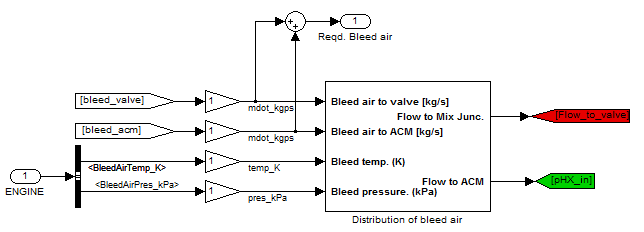 1
Reqd. Bleed air
[bleed_valve]
1
mdot_kgps
Bleed air to valve [kg/s]
Flow to Mix Junc.
[Flow_to_valve]
[bleed_acm]
1
mdot_kgps
Bleed air to ACM [kg/s]
<BleedAirTemp_K>
1
temp_K
Bleed temp. (K)
1
ENGINE
<BleedAirPres_kPa>
1
pres_kPa
Bleed pressure. (kPa)
Flow to ACM
[pHX_in]
Distribution of bleed air